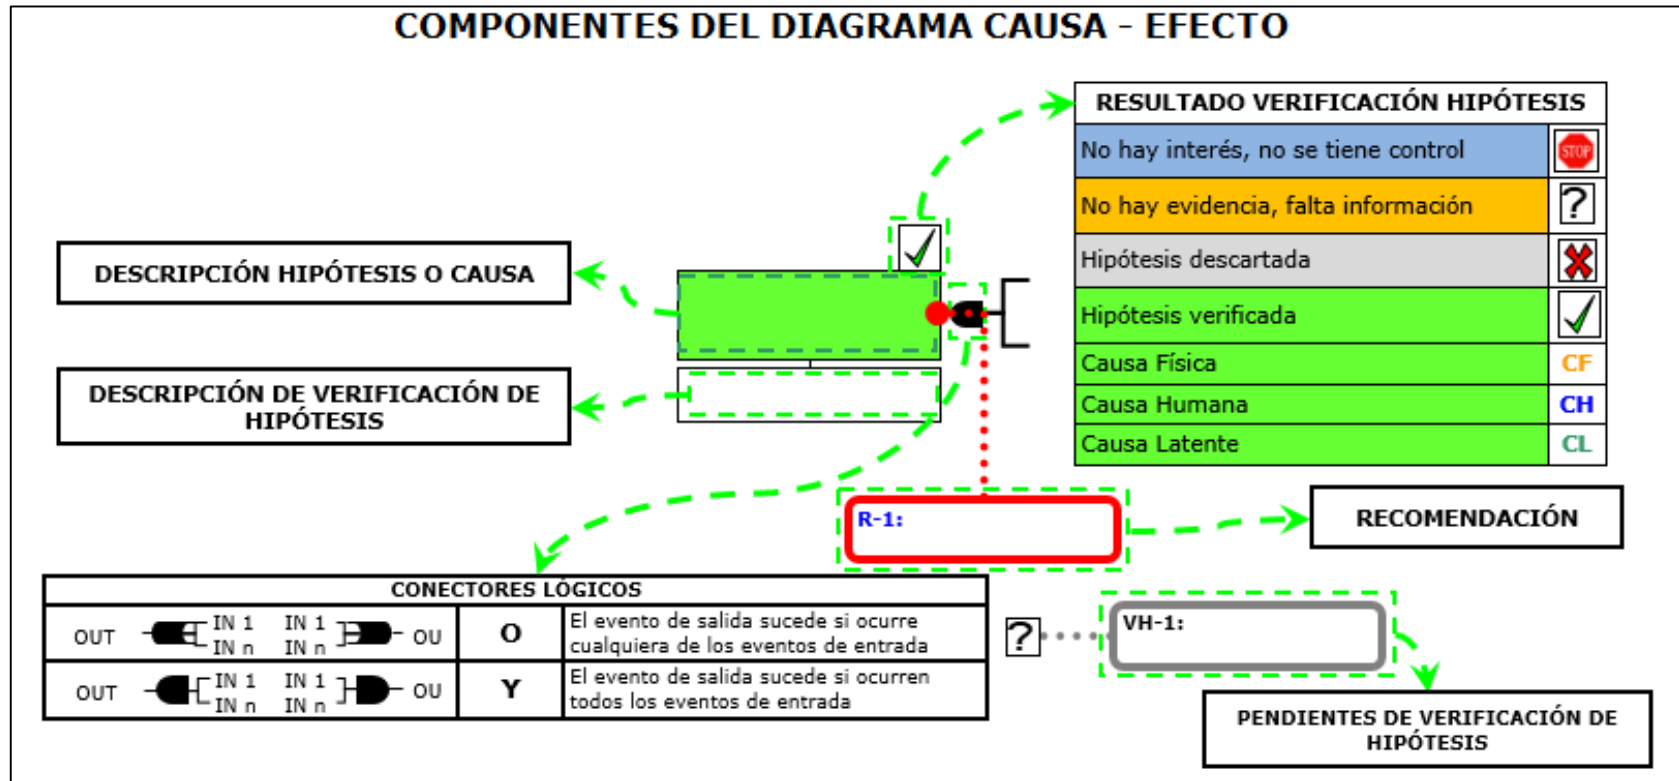 COMPONENTES DEL DIAGRAMA CAUSA - EFECTO
RESULTADO VERIFICACIÓN HIPÓTESIS
No hay interés, no se tiene control
STOP
No hay evidencia, falta información
?
Hipótesis descartada
Hipótesis verificada
Causa Física
CF
Causa Humana
CH
Causa Latente
CL
DESCRIPCIÓN HIPÓTESIS O CAUSA
DESCRIPCIÓN DE VERIFICACIÓN DE
HIPÓTESIS
R-1:
RECOMENDACIÓN
CONECTORES LÓGICOS
OUT
IN 1
IN n
IN 1
IN n
OU
O
El evento de salida sucede si ocurre
cualquiera de los eventos de entrada
OUT
IN 1
IN n
IN 1
IN n
OU
Y
El evento de salida sucede si ocurren
todos los eventos de entrada
?
VH-1:
PENDIENTES DE VERIFICACIÓN DE
HIPÓTESIS